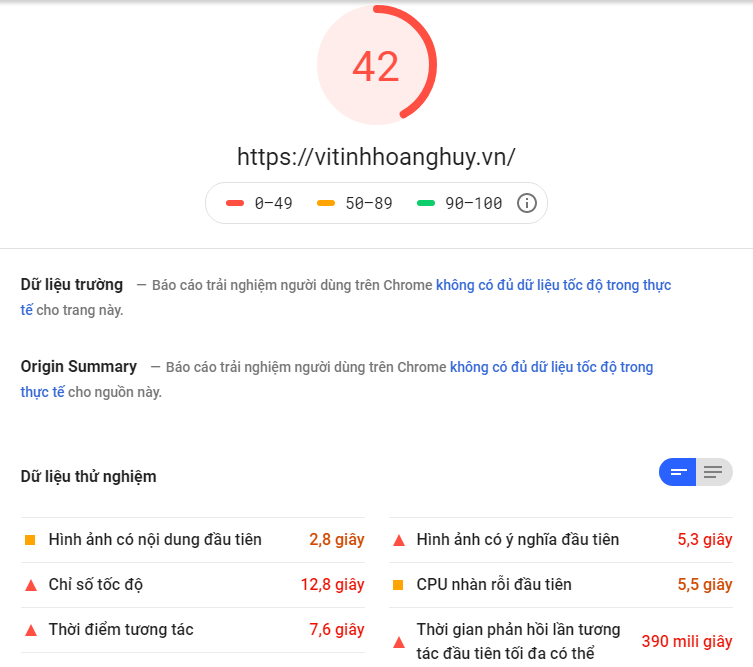 42
https://vitinhhoanghuy.vn/
0–49 50–89 90–100
Dữ liệu trường — Báo cáo trải nghiệm người dùng trên Chrome không có đủ dữ liệu tốc độ trong thực
tế cho trang này.
Origin Summary — Báo cáo trải nghiệm người dùng trên Chrome không có đủ dữ liệu tốc độ trong
thực tế cho nguồn này.
Dữ liệu thử nghiệm
Hình ảnh có nội dung đầu tiên 2,8 giây
Hình ảnh có ý nghĩa đầu tiên 5,3 giây
Chỉ số tốc độ 12,8 giây
CPU nhàn rỗi đầu tiên 5,5 giây
Thời điểm tương tác 7,6 giây
Thời gian phản hồi lần tương
tác đầu tiên tối đa có thể 390 mili giây